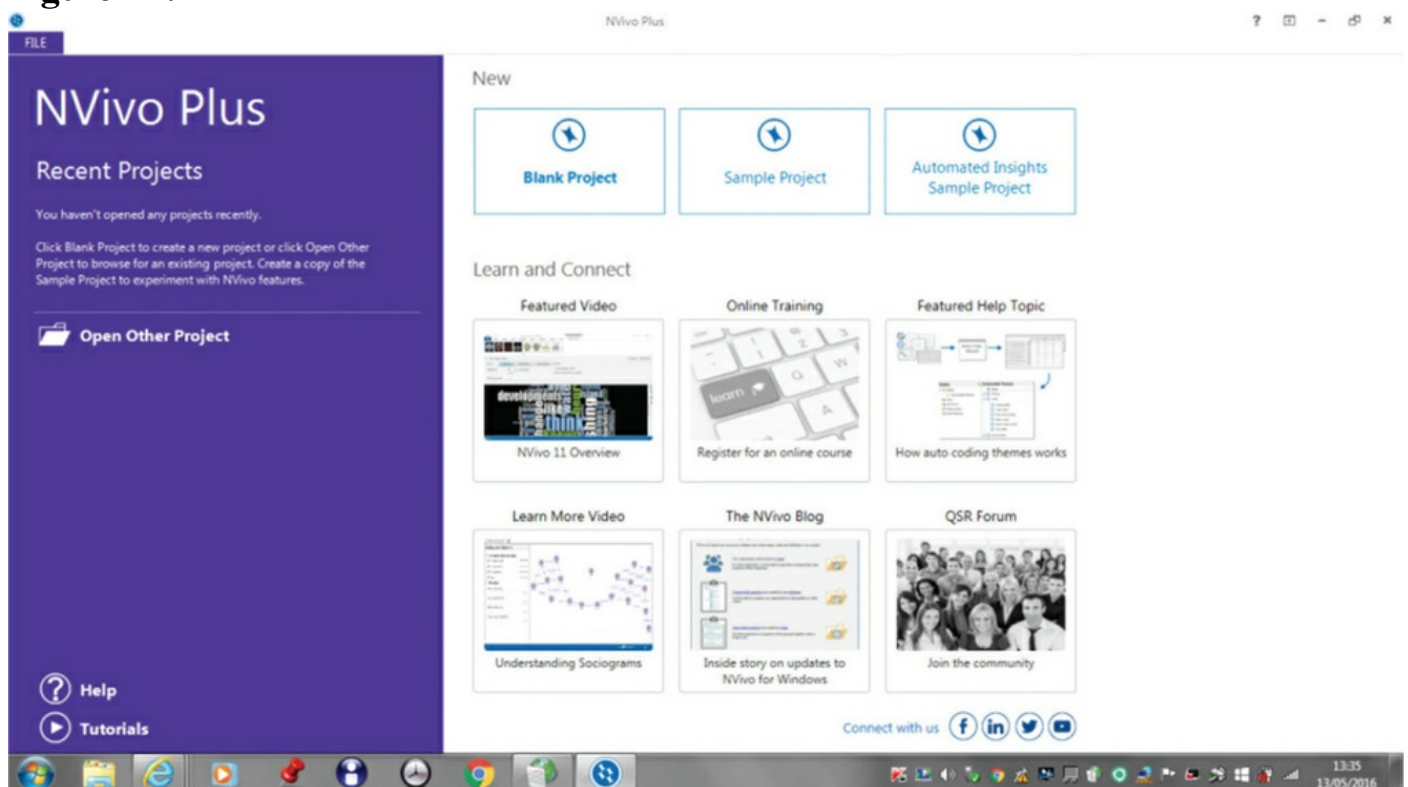 NVivo Plus
FILE
NVivo Plus
Recent Projects
You haven't opened any projects recently.
Click Blank Project to create a new project or click Open Other
Project to browse for an existing project. Create a copy of the
Sample Project to experiment with NVivo features.
Open Other Project
Help
Tutorials
New
Blank Project
Sample Project
Automated Insights
Sample Project
Learn and Connect
Featured Video
Online Training
Featured Help Topic
developments
think
learn
NVivo 11 Overview
Register for an online course
How auto coding themes works
Learn More Video
The NVivo Blog
QSR Forum
Understanding Sociograms
Inside story on updates to
NVivo for Windows
Join the community
Connect with us
13:35
13/05/2016